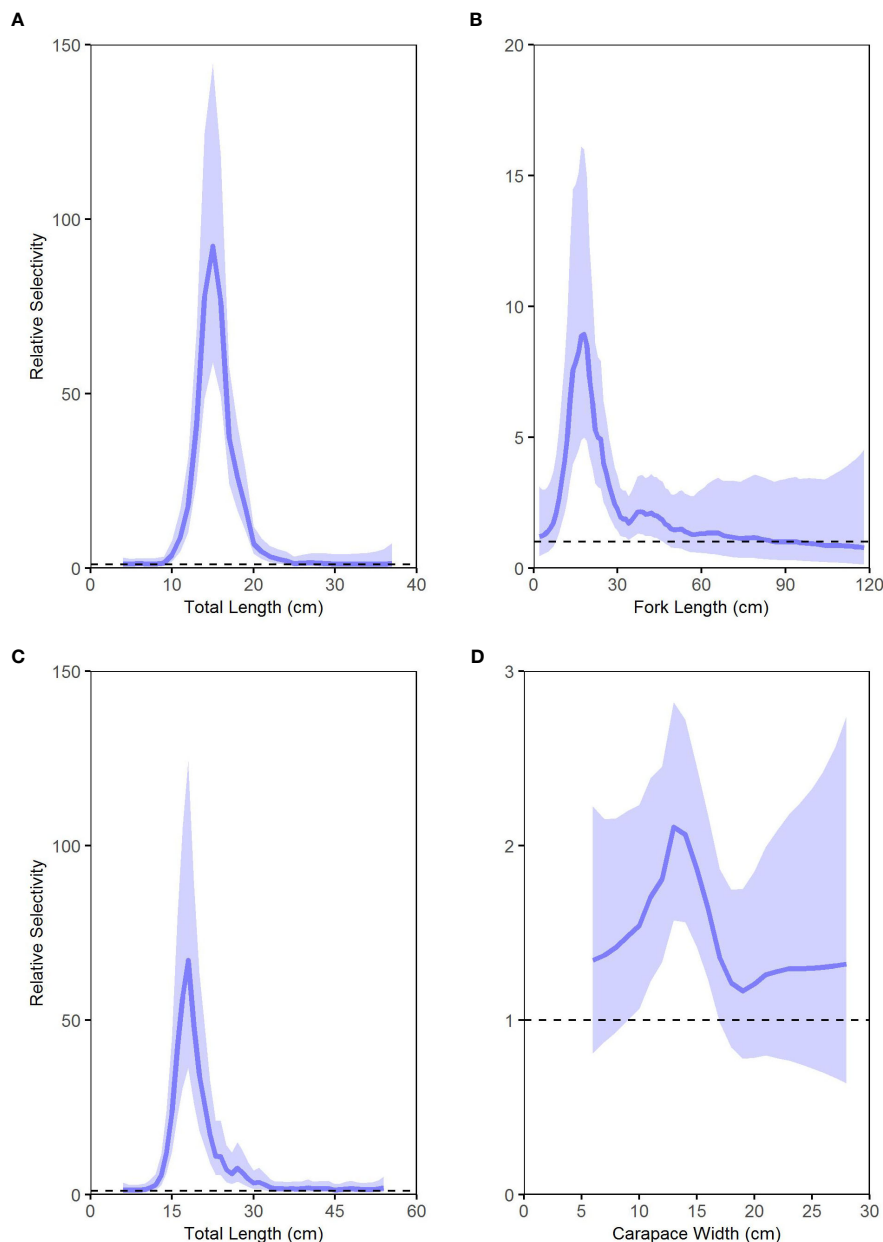 A
150
100
50
0
Relative Selectivity
0 10 20 30 40
Total Length (cm)
B
20
15
10
5
0
0 30 60 90 120
Fork Length (cm)
C
150
100
50
0
Relative Selectivity
0 15 30 45 60
Total Length (cm)
D
3
2
1
0
0 5 10 15 20 25 30
Carapace Width (cm)